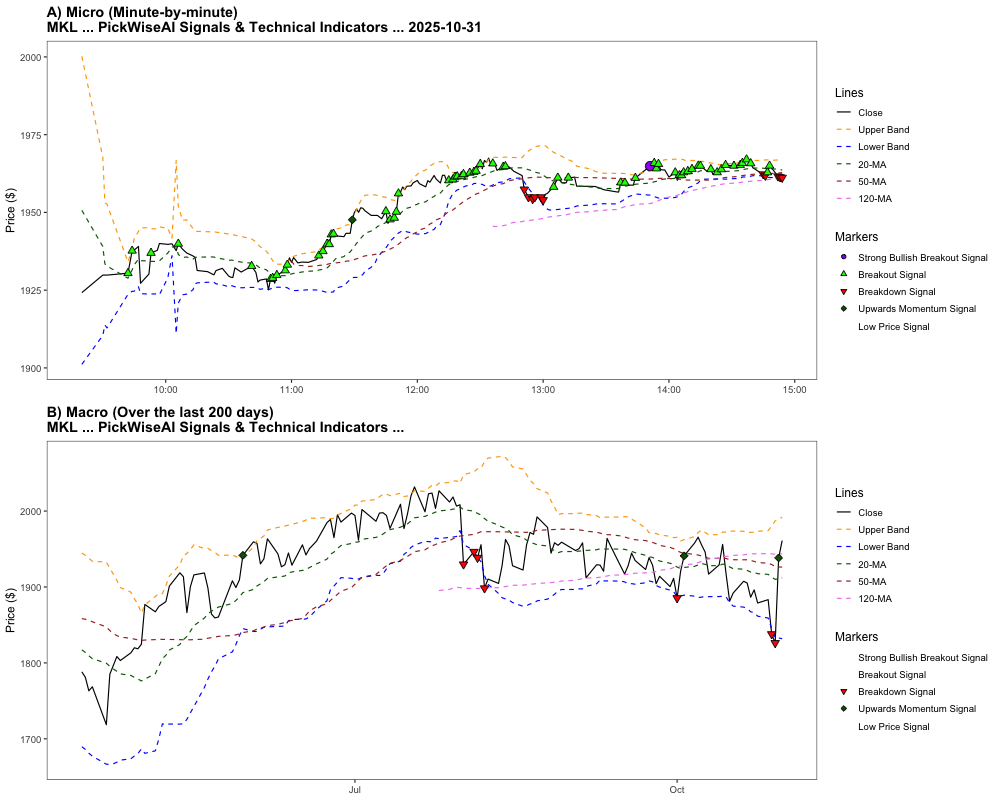 A) Micro (Minute-by-minute)
MKL ... PickWiseAI Signals & Technical Indicators ... 2025-10-31
Price ($)
2000
1975
1950
1925
1900
10:00
11:00
12:00
13:00
14:00
15:00
Lines
Close
Upper Band
Lower Band
20-MA
50-MA
120-MA
Markers
Strong Bullish Breakout Signal
Breakout Signal
Breakdown Signal
Upwards Momentum Signal
Low Price Signal
B) Macro (Over the last 200 days)
MKL ... PickWiseAI Signals & Technical Indicators ...
Price ($)
2000
1900
1800
1700
Jul
Oct
Lines
Close
Upper Band
Lower Band
20-MA
50-MA
120-MA
Markers
Strong Bullish Breakout Signal
Breakout Signal
Breakdown Signal
Upwards Momentum Signal
Low Price Signal